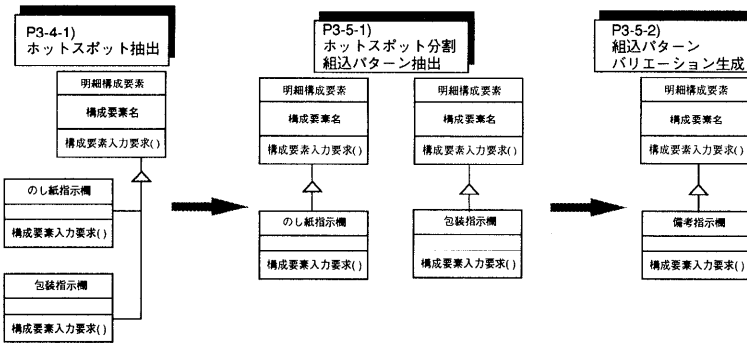 P3-4-1)
ホットスポット抽出
明細構成要素
構成要素名
構成要素入力要求()
のし紙指示欄
構成要素入力要求()
包装指示欄
構成要素入力要求()
P3-5-1)
ホットスポット分割
組込パターン抽出
明細構成要素
構成要素名
構成要素入力要求()
のし紙指示欄
構成要素入力要求()
明細構成要素
構成要素名
構成要素入力要求()
包装指示欄
構成要素入力要求()
P3-5-2)
組込パターン
バリエーション生成
明細構成要素
構成要素名
構成要素入力要求()
備考指示欄
構成要素入力要求()